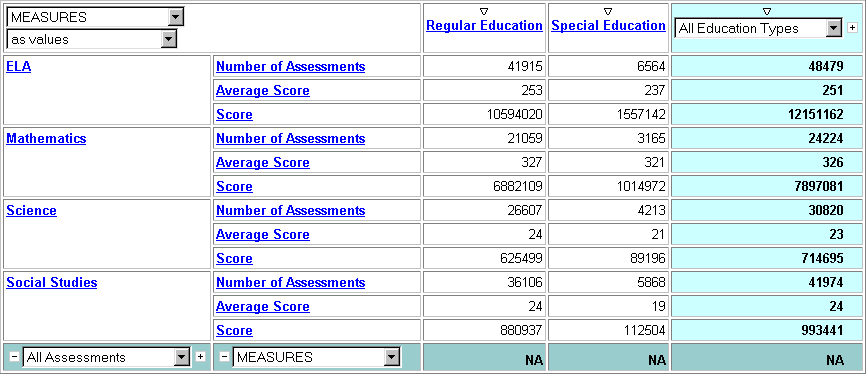 MEASURES
as values
Regular Education Special Education All Education Types +
ELA Number of Assessments 41915 6564 48479
Average Score 253 237 251
Score 10594020 1557142 12151162
Mathematics Number of Assessments 21059 3165 24224
Average Score 327 321 326
Score 6882109 1014972 7897081
Science Number of Assessments 26607 4213 30820
Average Score 24 21 23
Score 625499 89196 714695
Social Studies Number of Assessments 36106 5868 41974
Average Score 24 19 24
Score 880937 112504 993441
- All Assessments + - MEASURES NA NA NA